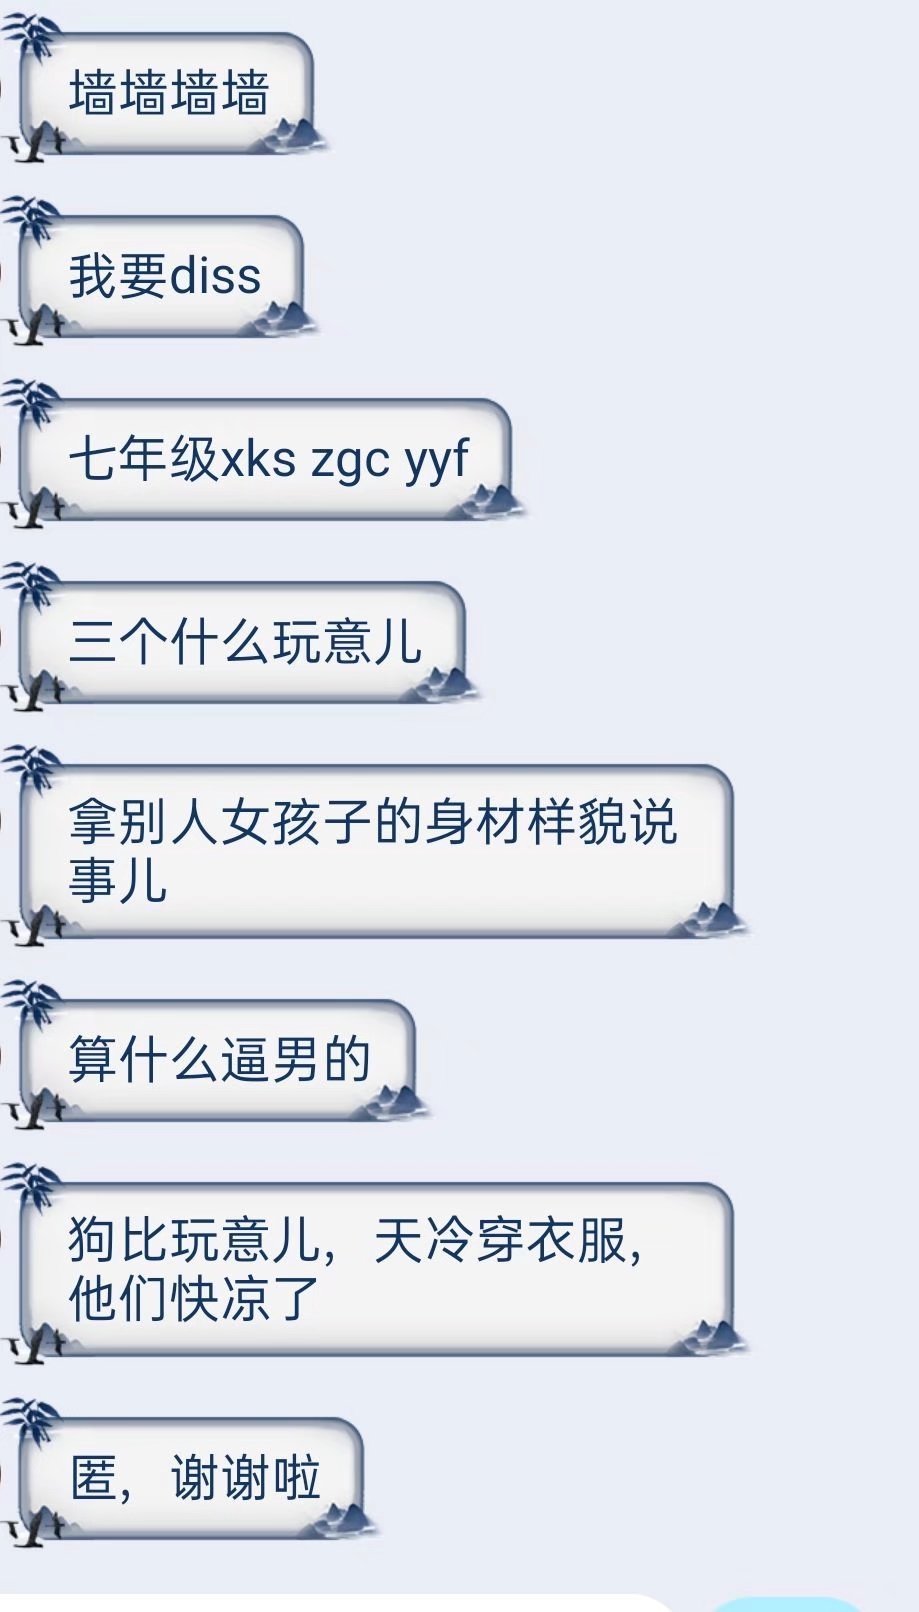 墙墙墙墙
我要diss
七年级xks zgc yyf
三个什么玩意儿
拿别人女孩子的身材样貌说
事儿
算什么逼男的
狗比玩意儿，天冷穿衣服，
他们快凉了
匿，谢谢啦